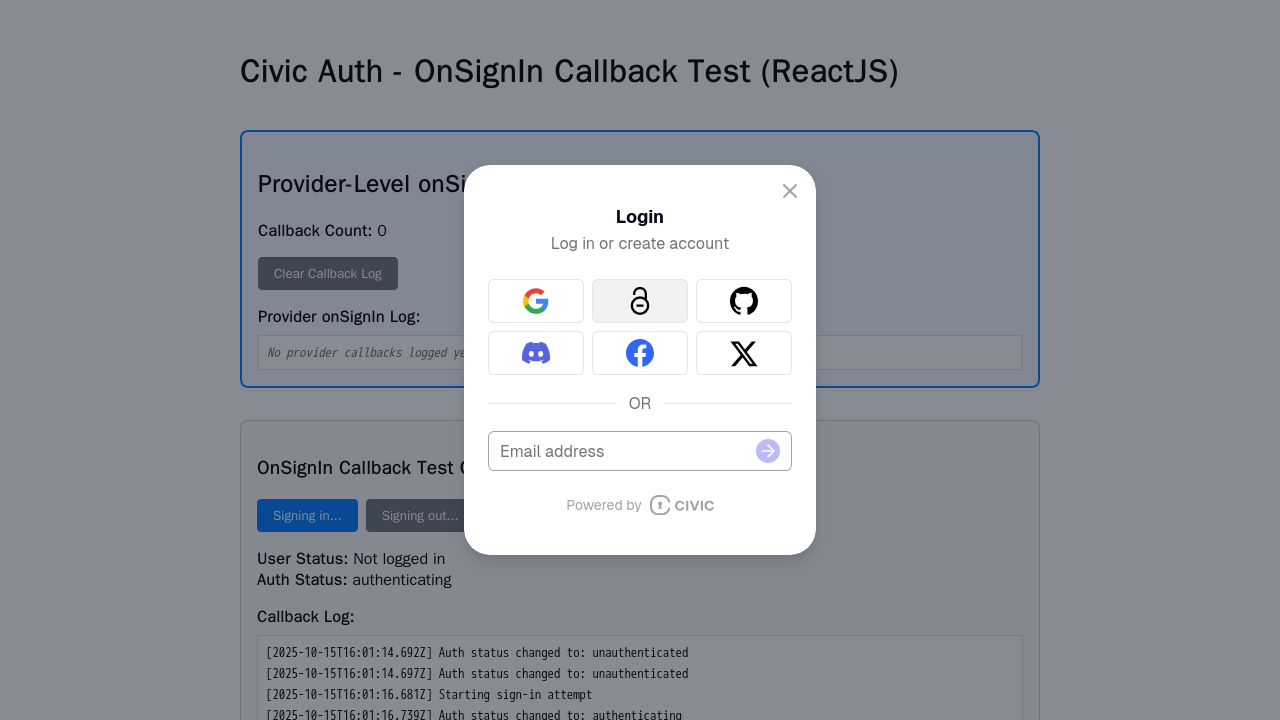 Civic Auth - OnSignIn Callback Test (ReactJS)
Provider-Level onSi
Callback Count: 0
Clear Callback Log
Provider onSignIn Log:
No provider callbacks logged ye
Login
Log in or create account
OR
Email address
Powered by CIVIC
OnSignIn Callback Test
Signing in...
Signing out...
User Status: Not logged in
Auth Status: authenticating
Callback Log:
[2025-10-15T16:01:14.692Z] Auth status changed to: unauthenticated
[2025-10-15T16:01:14.697Z] Auth status changed to: unauthenticated
[2025-10-15T16:01:16.681Z] Starting sign-in attempt
[2025-10-15T16:01:16.739Z] Auth status changed to: authenticating